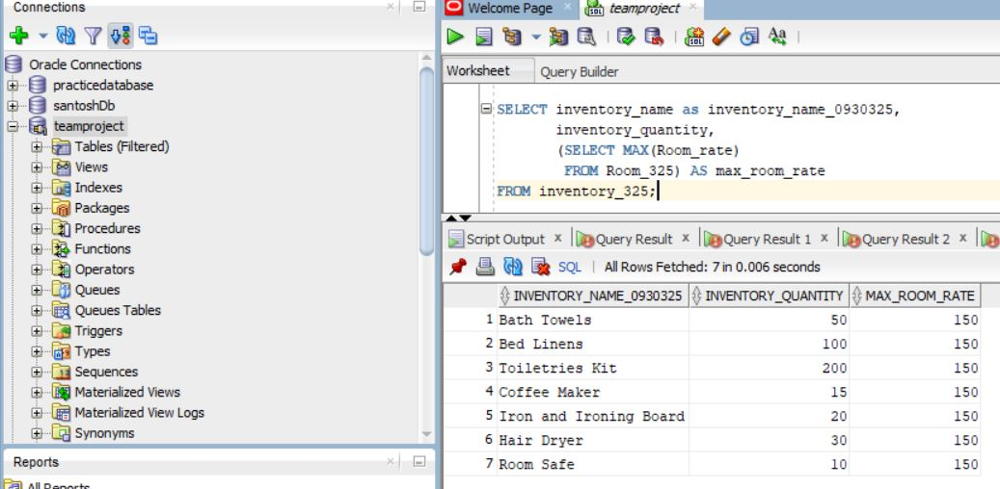 Connections
Oracle Connections
practicedatabase
santoshDb
teamproject
Tables (Filtered)
Views
Indexes
Packages
Procedures
Functions
Operators
Queues
Queues Tables
Triggers
Types
Sequences
Materialized Views
Materialized View Logs
Synonyms
Reports
All Reports
Welcome Page
teamproject
Worksheet Query Builder
SELECT inventory_name as inventory_name_0930325,
inventory_quantity,
(SELECT MAX(Room_rate)
FROM Room_325) AS max_room_rate
FROM inventory_325;
Script Output x Query Result x Query Result 1 x Query Result 2 x
SQL | All Rows Fetched: 7 in 0.006 seconds
INVENTORY_NAME_0930325 INVENTORY_QUANTITY MAX_ROOM_RATE
1 Bath Towels 50 150
2 Bed Linens 100 150
3 Toiletries Kit 200 150
4 Coffee Maker 15 150
5 Iron and Ironing Board 20 150
6 Hair Dryer 30 150
7 Room Safe 10 150